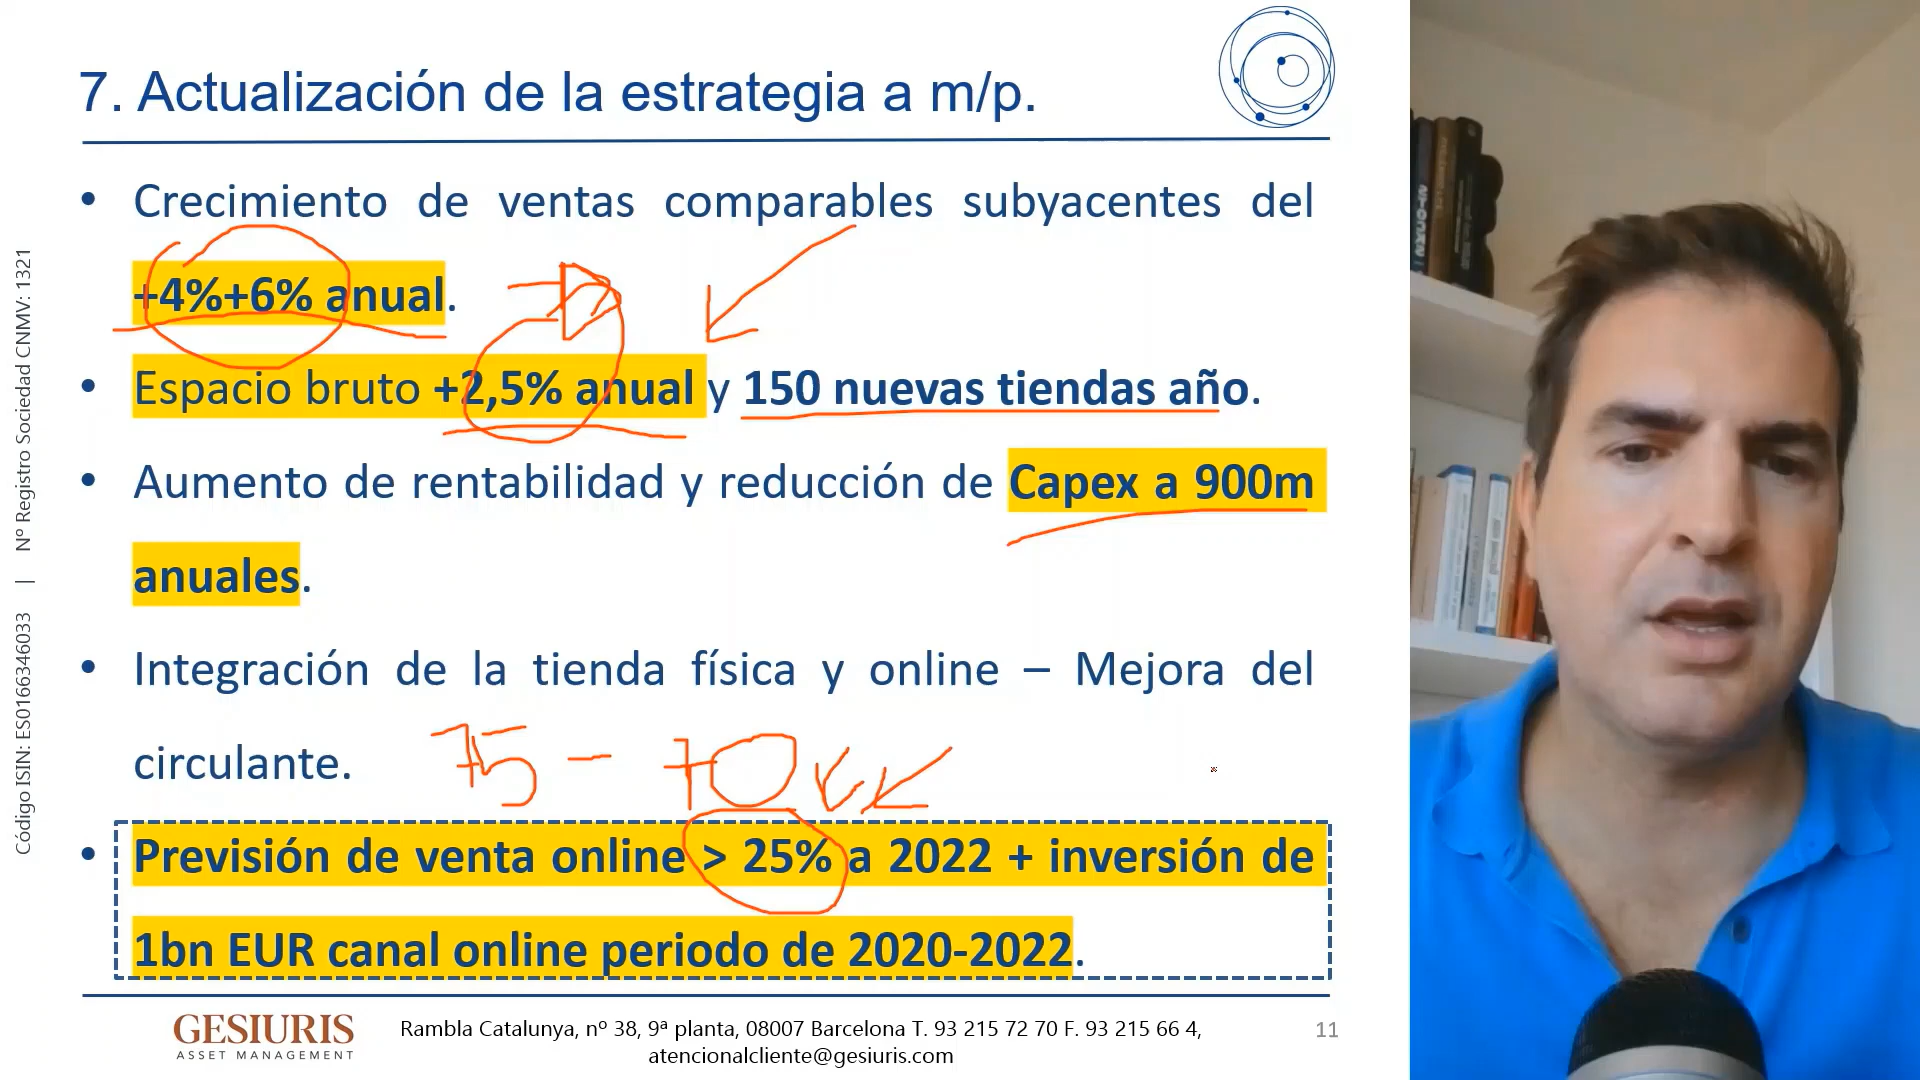 7. Actualización de la estrategia a m/p.
• Crecimiento de ventas comparables subyacentes del
+4%+6% anual.
• Espacio bruto +2,5% anual y 150 nuevas tiendas año.
• Aumento de rentabilidad y reducción de Capex a 900m
anuales.
• Integración de la tienda física y online – Mejora del
circulante.
75 - 70
• Previsión de venta online > 25% a 2022 + inversión de
1bn EUR canal online periodo de 2020-2022.
Código ISIN: ES0166346033 | Nº Registro Sociedad CNMV: 1321
GESIURIS
ASSET MANAGEMENT
Rambla Catalunya, nº 38, 9ª planta, 08007 Barcelona T. 93 215 72 70 F. 93 215 66 4,
atencionalcliente@gesiuris.com
11